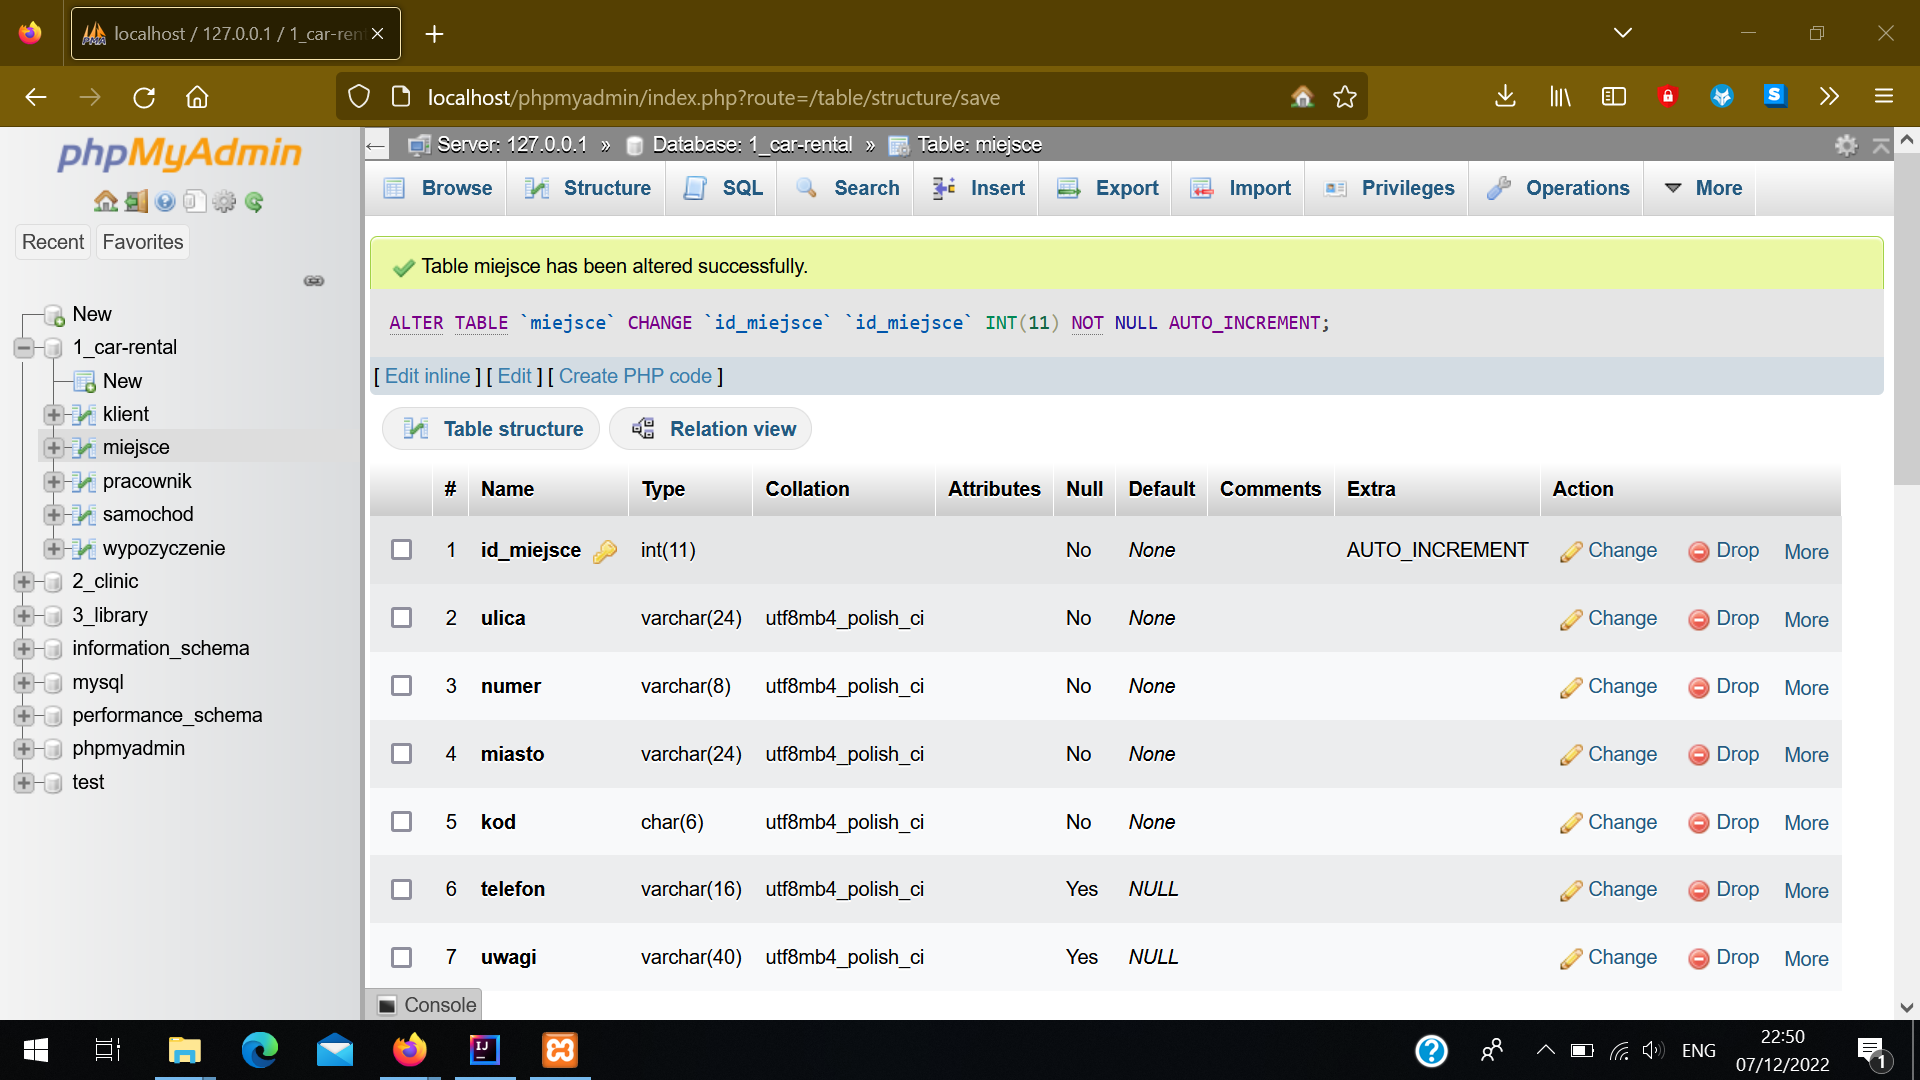 localhost / 127.0.0.1 / 1_car-ren
localhost/phpmyadmin/index.php?route=/table/structure/save
phpMyAdmin
Recent Favorites
New
1_car-rental
New
klient
miejsce
pracownik
samochod
wypozyczenie
2_clinic
3_library
information_schema
mysql
performance_schema
phpmyadmin
test
Server: 127.0.0.1 » Database: 1_car-rental » Table: miejsce
Browse Structure SQL Search Insert Export Import Privileges Operations More
Table miejsce has been altered successfully.
ALTER TABLE `miejsce` CHANGE `id_miejsce` `id_miejsce` INT(11) NOT NULL AUTO_INCREMENT;
[ Edit inline ] [ Edit ] [ Create PHP code ]
Table structure Relation view
# Name Type Collation Attributes Null Default Comments Extra Action
1 id_miejsce int(11) No None AUTO_INCREMENT Change Drop More
2 ulica varchar(24) utf8mb4_polish_ci No None Change Drop More
3 numer varchar(8) utf8mb4_polish_ci No None Change Drop More
4 miasto varchar(24) utf8mb4_polish_ci No None Change Drop More
5 kod char(6) utf8mb4_polish_ci No None Change Drop More
6 telefon varchar(16) utf8mb4_polish_ci Yes NULL Change Drop More
7 uwagi varchar(40) utf8mb4_polish_ci Yes NULL Change Drop More
Console
ENG
22:50
07/12/2022
1